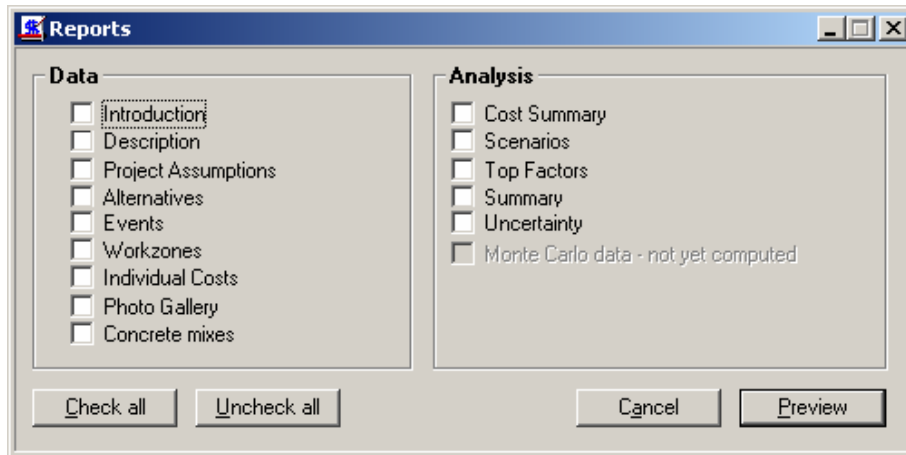 Reports
Data
Introduction
Description
Project Assumptions
Alternatives
Events
Workzones
Individual Costs
Photo Gallery
Concrete mixes
Analysis
Cost Summary
Scenarios
Top Factors
Summary
Uncertainty
Monte Carlo data - not yet computed
Check all
Uncheck all
Cancel
Preview